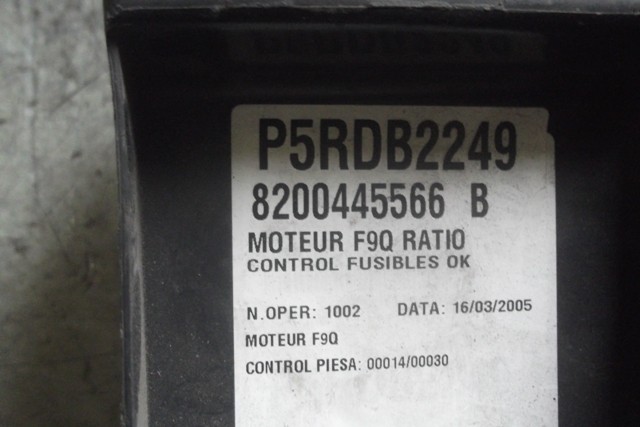 P5RDB2249
8200445566 B
MOTEUR F9Q RATIO
CONTROL FUSIBLES OK
N.OPER: 1002 DATA: 16/03/2005
MOTEUR F9Q
CONTROL PIESA: 00014/00030